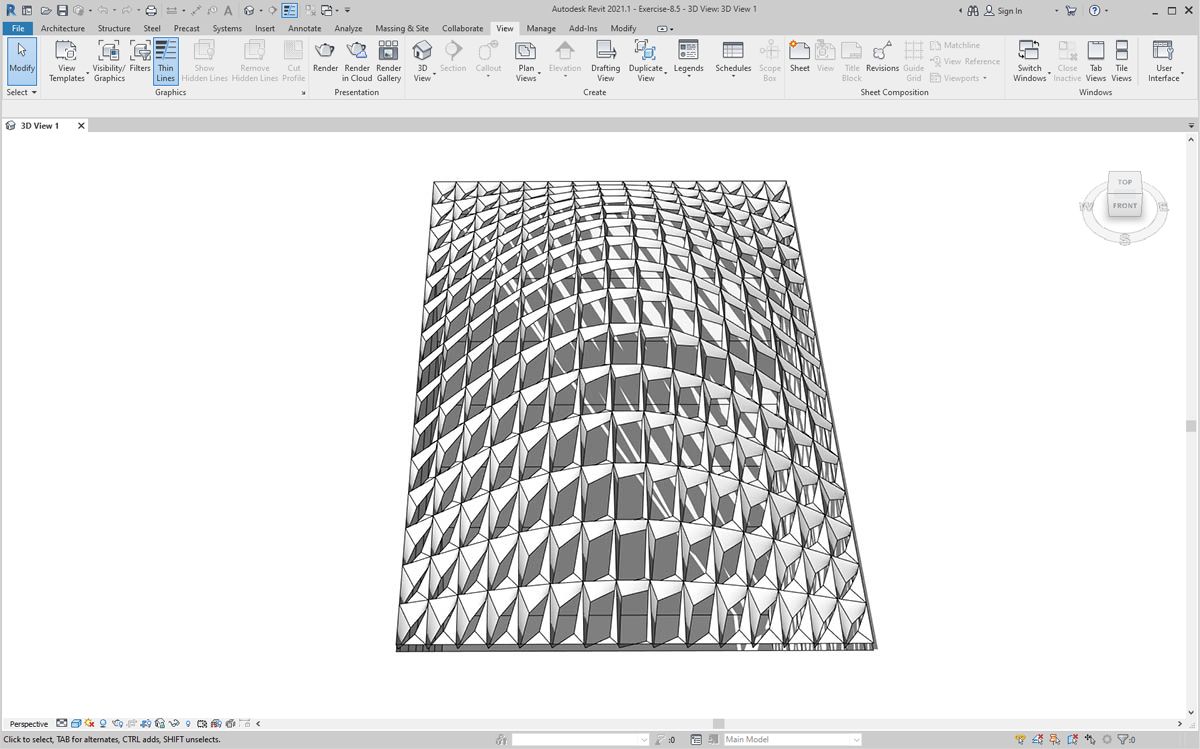 Autodesk Revit 2021.1 - Exercise-8.5 - 3D View: 3D View 1
Sign In
File Architecture Structure Steel Precast Systems Insert Annotate Analyze Massing & Site Collaborate View Manage Add-Ins Modify
Modify
View Templates
Visibility/ Graphics
Filters
Thin Lines
Show Hidden Lines
Remove Hidden Lines
Cut Profile
Render
Render in Cloud
Render Gallery
3D View
Section
Callout
Plan Views
Elevation
Drafting View
Duplicate View
Legends
Schedules
Scope Box
Sheet
View
Title Block
Revisions
Guide Grid
Matchline
View Reference
Viewports
Switch Windows
Close Inactive
Tab Views
Tile Views
User Interface
Select Graphics Presentation Create Sheet Composition Windows
3D View 1
TOP
FRONT
S
Perspective
Click to select, TAB for alternates, CTRL adds, SHIFT unselects.
:0
Main Model
:0